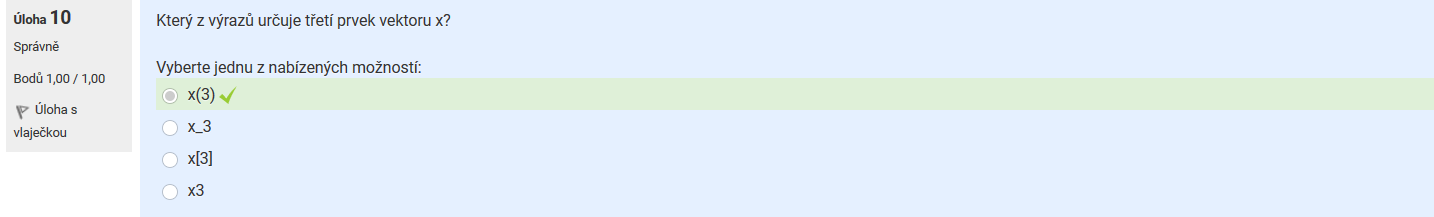 Úloha 10
Správně
Bodů 1,00 / 1,00
Úloha s
vlaječkou
Který z výrazů určuje třetí prvek vektoru x?
Vyberte jednu z nabízených možností:
x(3)
x_3
x[3]
x3